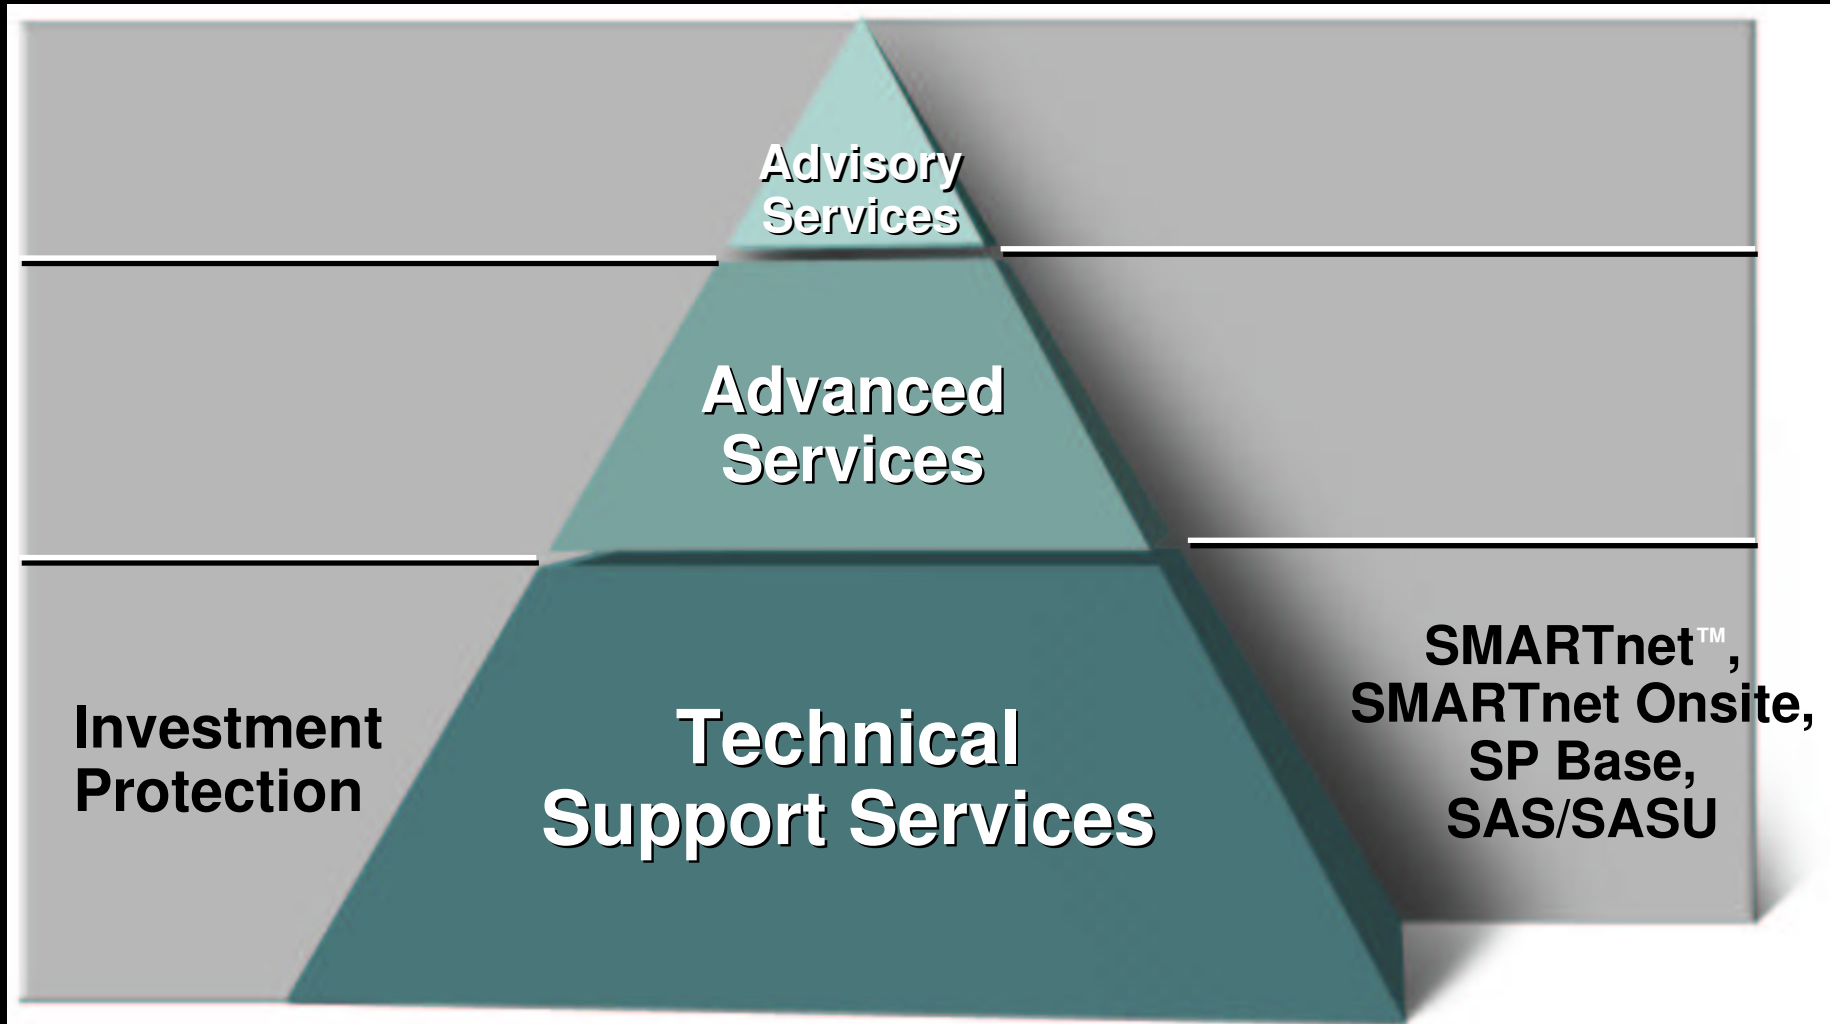 Advisory
Services
Advanced
Services
Investment
Protection
Technical
Support Services
SMARTnet™,
SMARTnet Onsite,
SP Base,
SAS/SASU